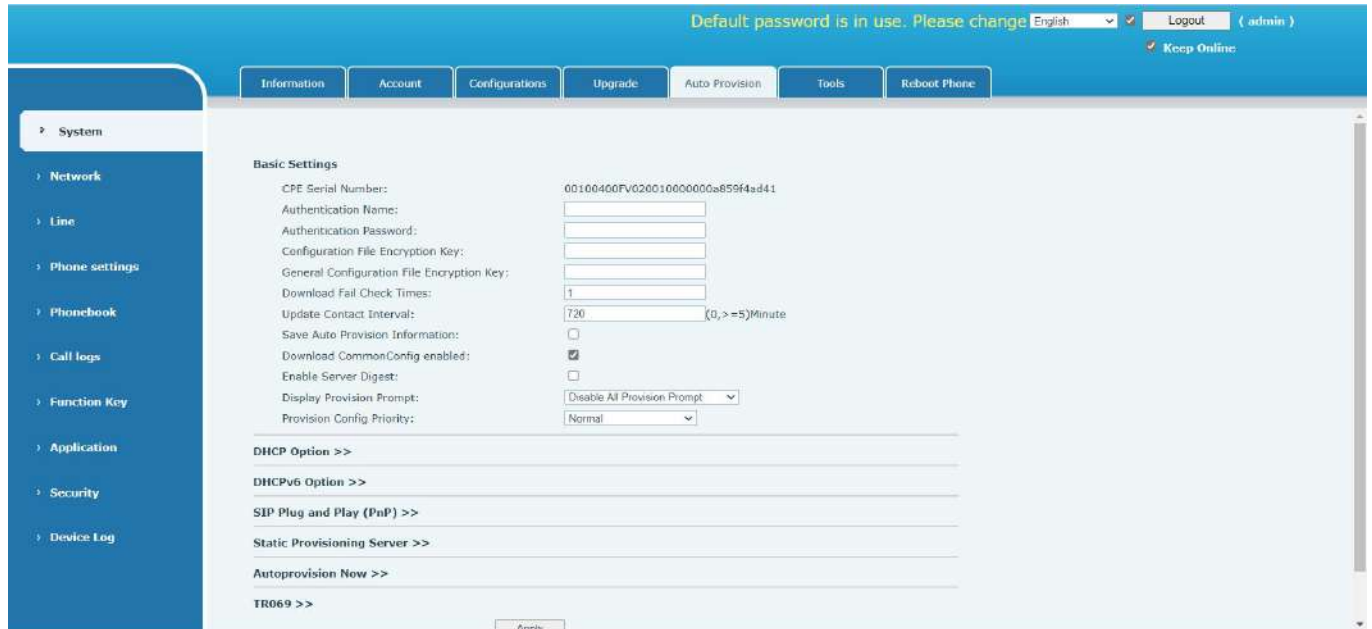 Default password is in use. Please change English Logout ( admin )
Keep Online
Information Account Configurations Upgrade Auto Provision Tools Reboot Phone
› System
› Network
› Line
› Phone settings
› Phonebook
› Call logs
› Function Key
› Application
› Security
› Device Log
Basic Settings
CPE Serial Number: 00100400FV020010000000a859f4ad41
Authentication Name:
Authentication Password:
Configuration File Encryption Key:
General Configuration File Encryption Key:
Download Fail Check Times: 1
Update Contact Interval: 720 (0,>=5)Minute
Save Auto Provision Information:
Download CommonConfig enabled:
Enable Server Digest:
Display Provision Prompt: Disable All Provision Prompt
Provision Config Priority: Normal
DHCP Option >>
DHCPv6 Option >>
SIP Plug and Play (PnP) >>
Static Provisioning Server >>
Autoprovision Now >>
TR069 >>
Apply